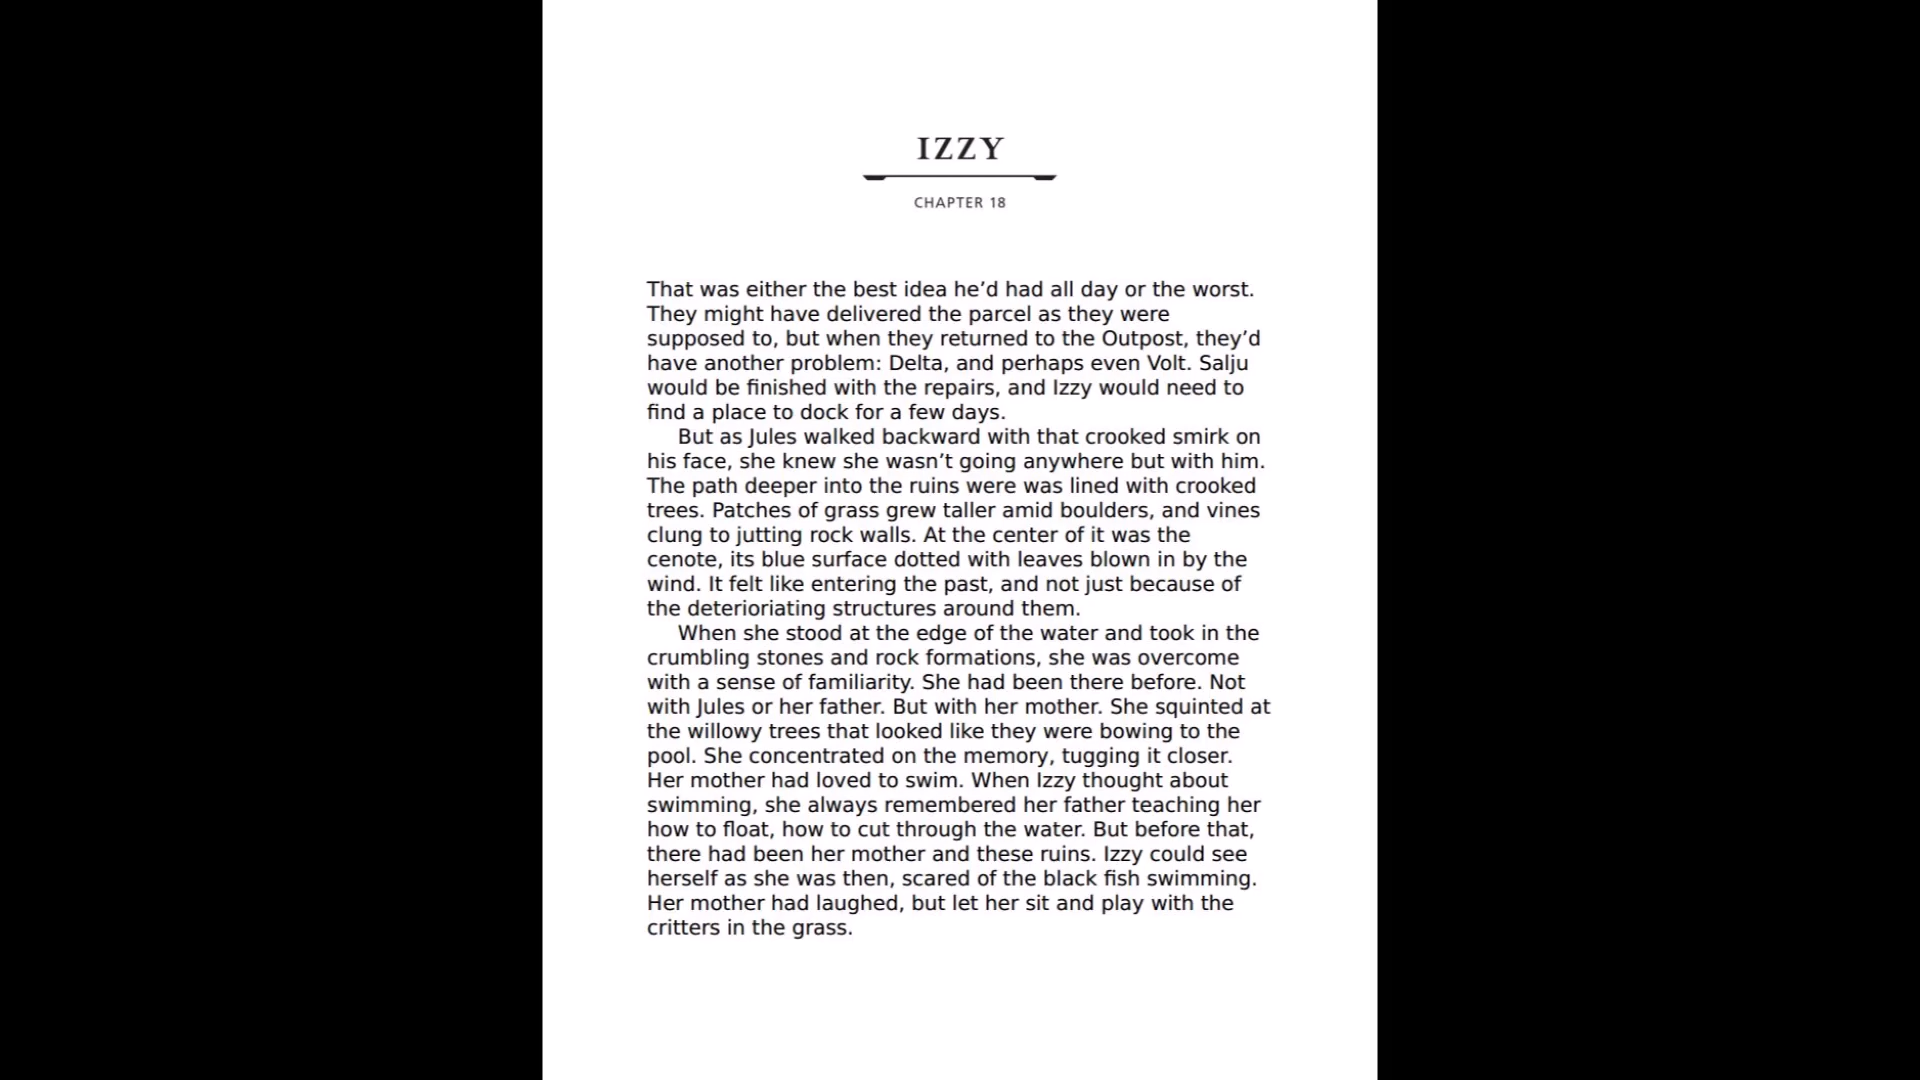 IZZY
CHAPTER 18
That was either the best idea he’d had all day or the worst.
They might have delivered the parcel as they were
supposed to, but when they returned to the Outpost, they’d
have another problem: Delta, and perhaps even Volt. Salju
would be finished with the repairs, and Izzy would need to
find a place to dock for a few days.
But as Jules walked backward with that crooked smirk on
his face, she knew she wasn’t going anywhere but with him.
The path deeper into the ruins were was lined with crooked
trees. Patches of grass grew taller amid boulders, and vines
clung to jutting rock walls. At the center of it was the
cenote, its blue surface dotted with leaves blown in by the
wind. It felt like entering the past, and not just because of
the deterioriating structures around them.
When she stood at the edge of the water and took in the
crumbling stones and rock formations, she was overcome
with a sense of familiarity. She had been there before. Not
with Jules or her father. But with her mother. She squinted at
the willowy trees that looked like they were bowing to the
pool. She concentrated on the memory, tugging it closer.
Her mother had loved to swim. When Izzy thought about
swimming, she always remembered her father teaching her
how to float, how to cut through the water. But before that,
there had been her mother and these ruins. Izzy could see
herself as she was then, scared of the black fish swimming.
Her mother had laughed, but let her sit and play with the
critters in the grass.